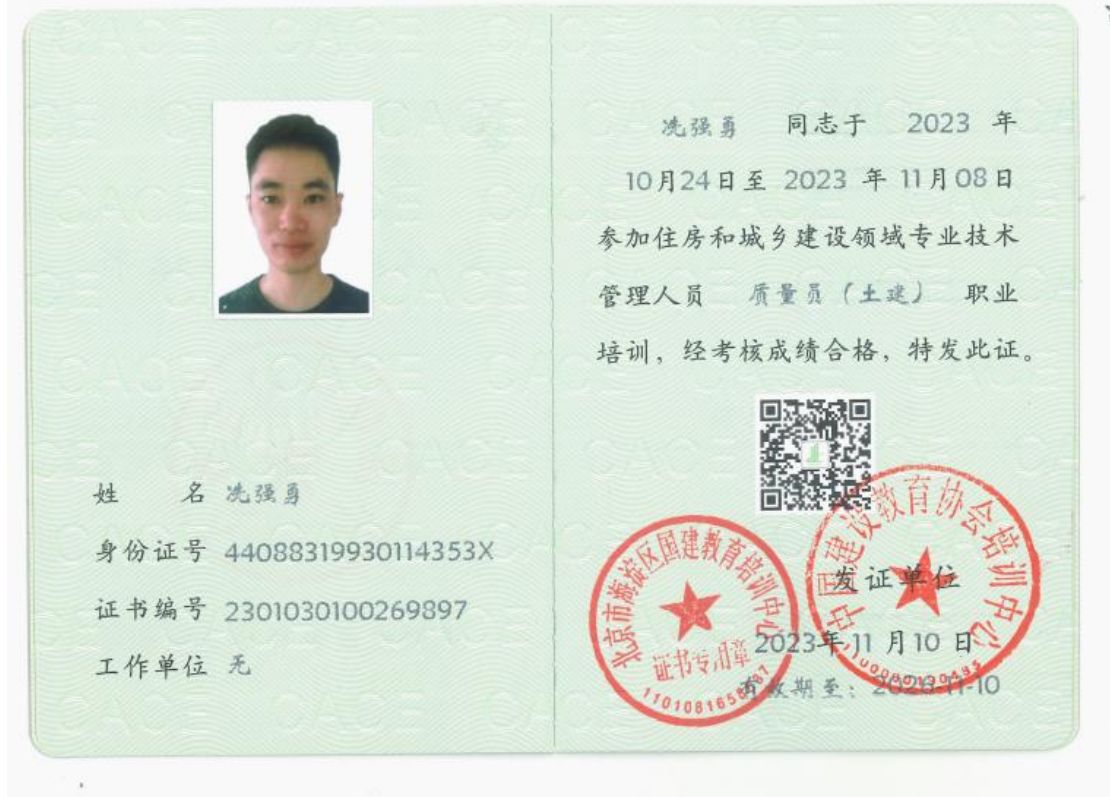 姓 名 冼强勇
身份证号 44088319930114353X
证书编号 2301030100269897
工作单位 无
冼强勇 同志于 2023 年
10月24日至 2023 年 11月08日
参加住房和城乡建设领域专业技术
管理人员 质量员（土建） 职业
培训，经考核成绩合格，特发此证。
北京市海淀区国建教育培训中心
证书专用章
中国建设教育协会培训中心
发证单位
2023年11月10日
有效期至：2026-11-10
CACE